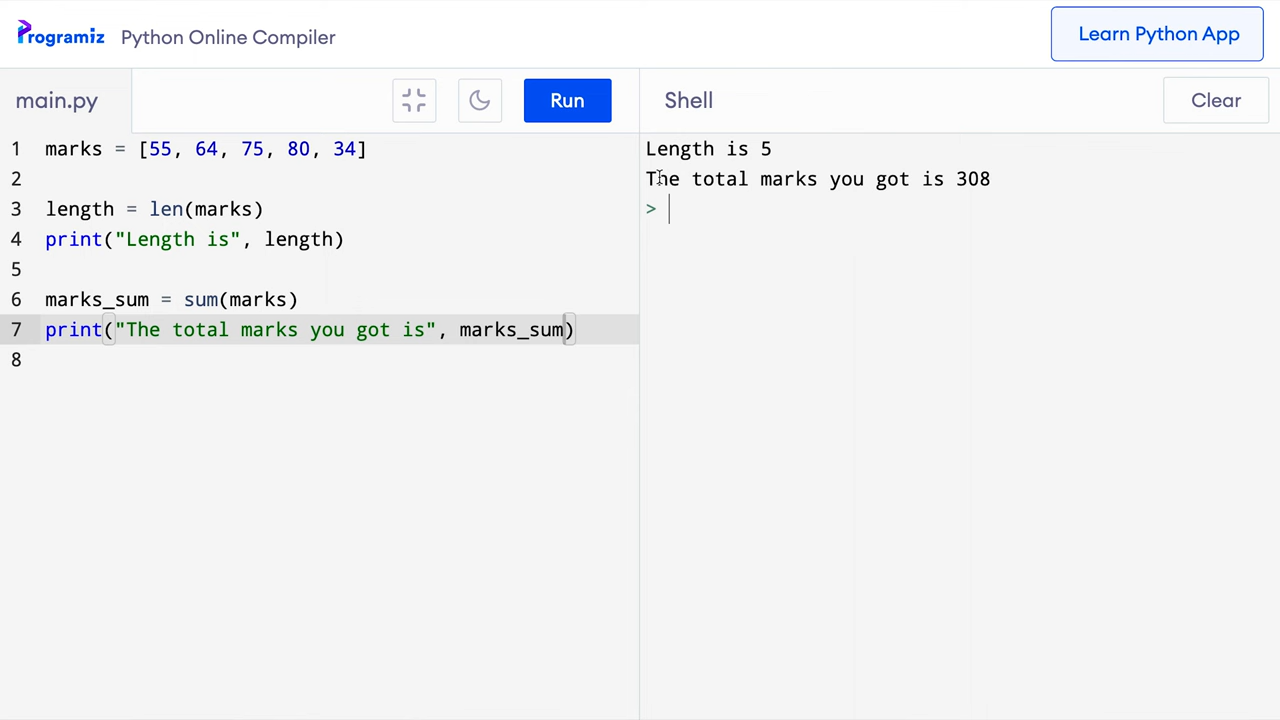 Programiz Python Online Compiler
Learn Python App
main.py
Run
Shell
Clear
1 marks = [55, 64, 75, 80, 34]
2
3 length = len(marks)
4 print("Length is", length)
5
6 marks_sum = sum(marks)
7 print("The total marks you got is", marks_sum)
8
Length is 5
The total marks you got is 308
>